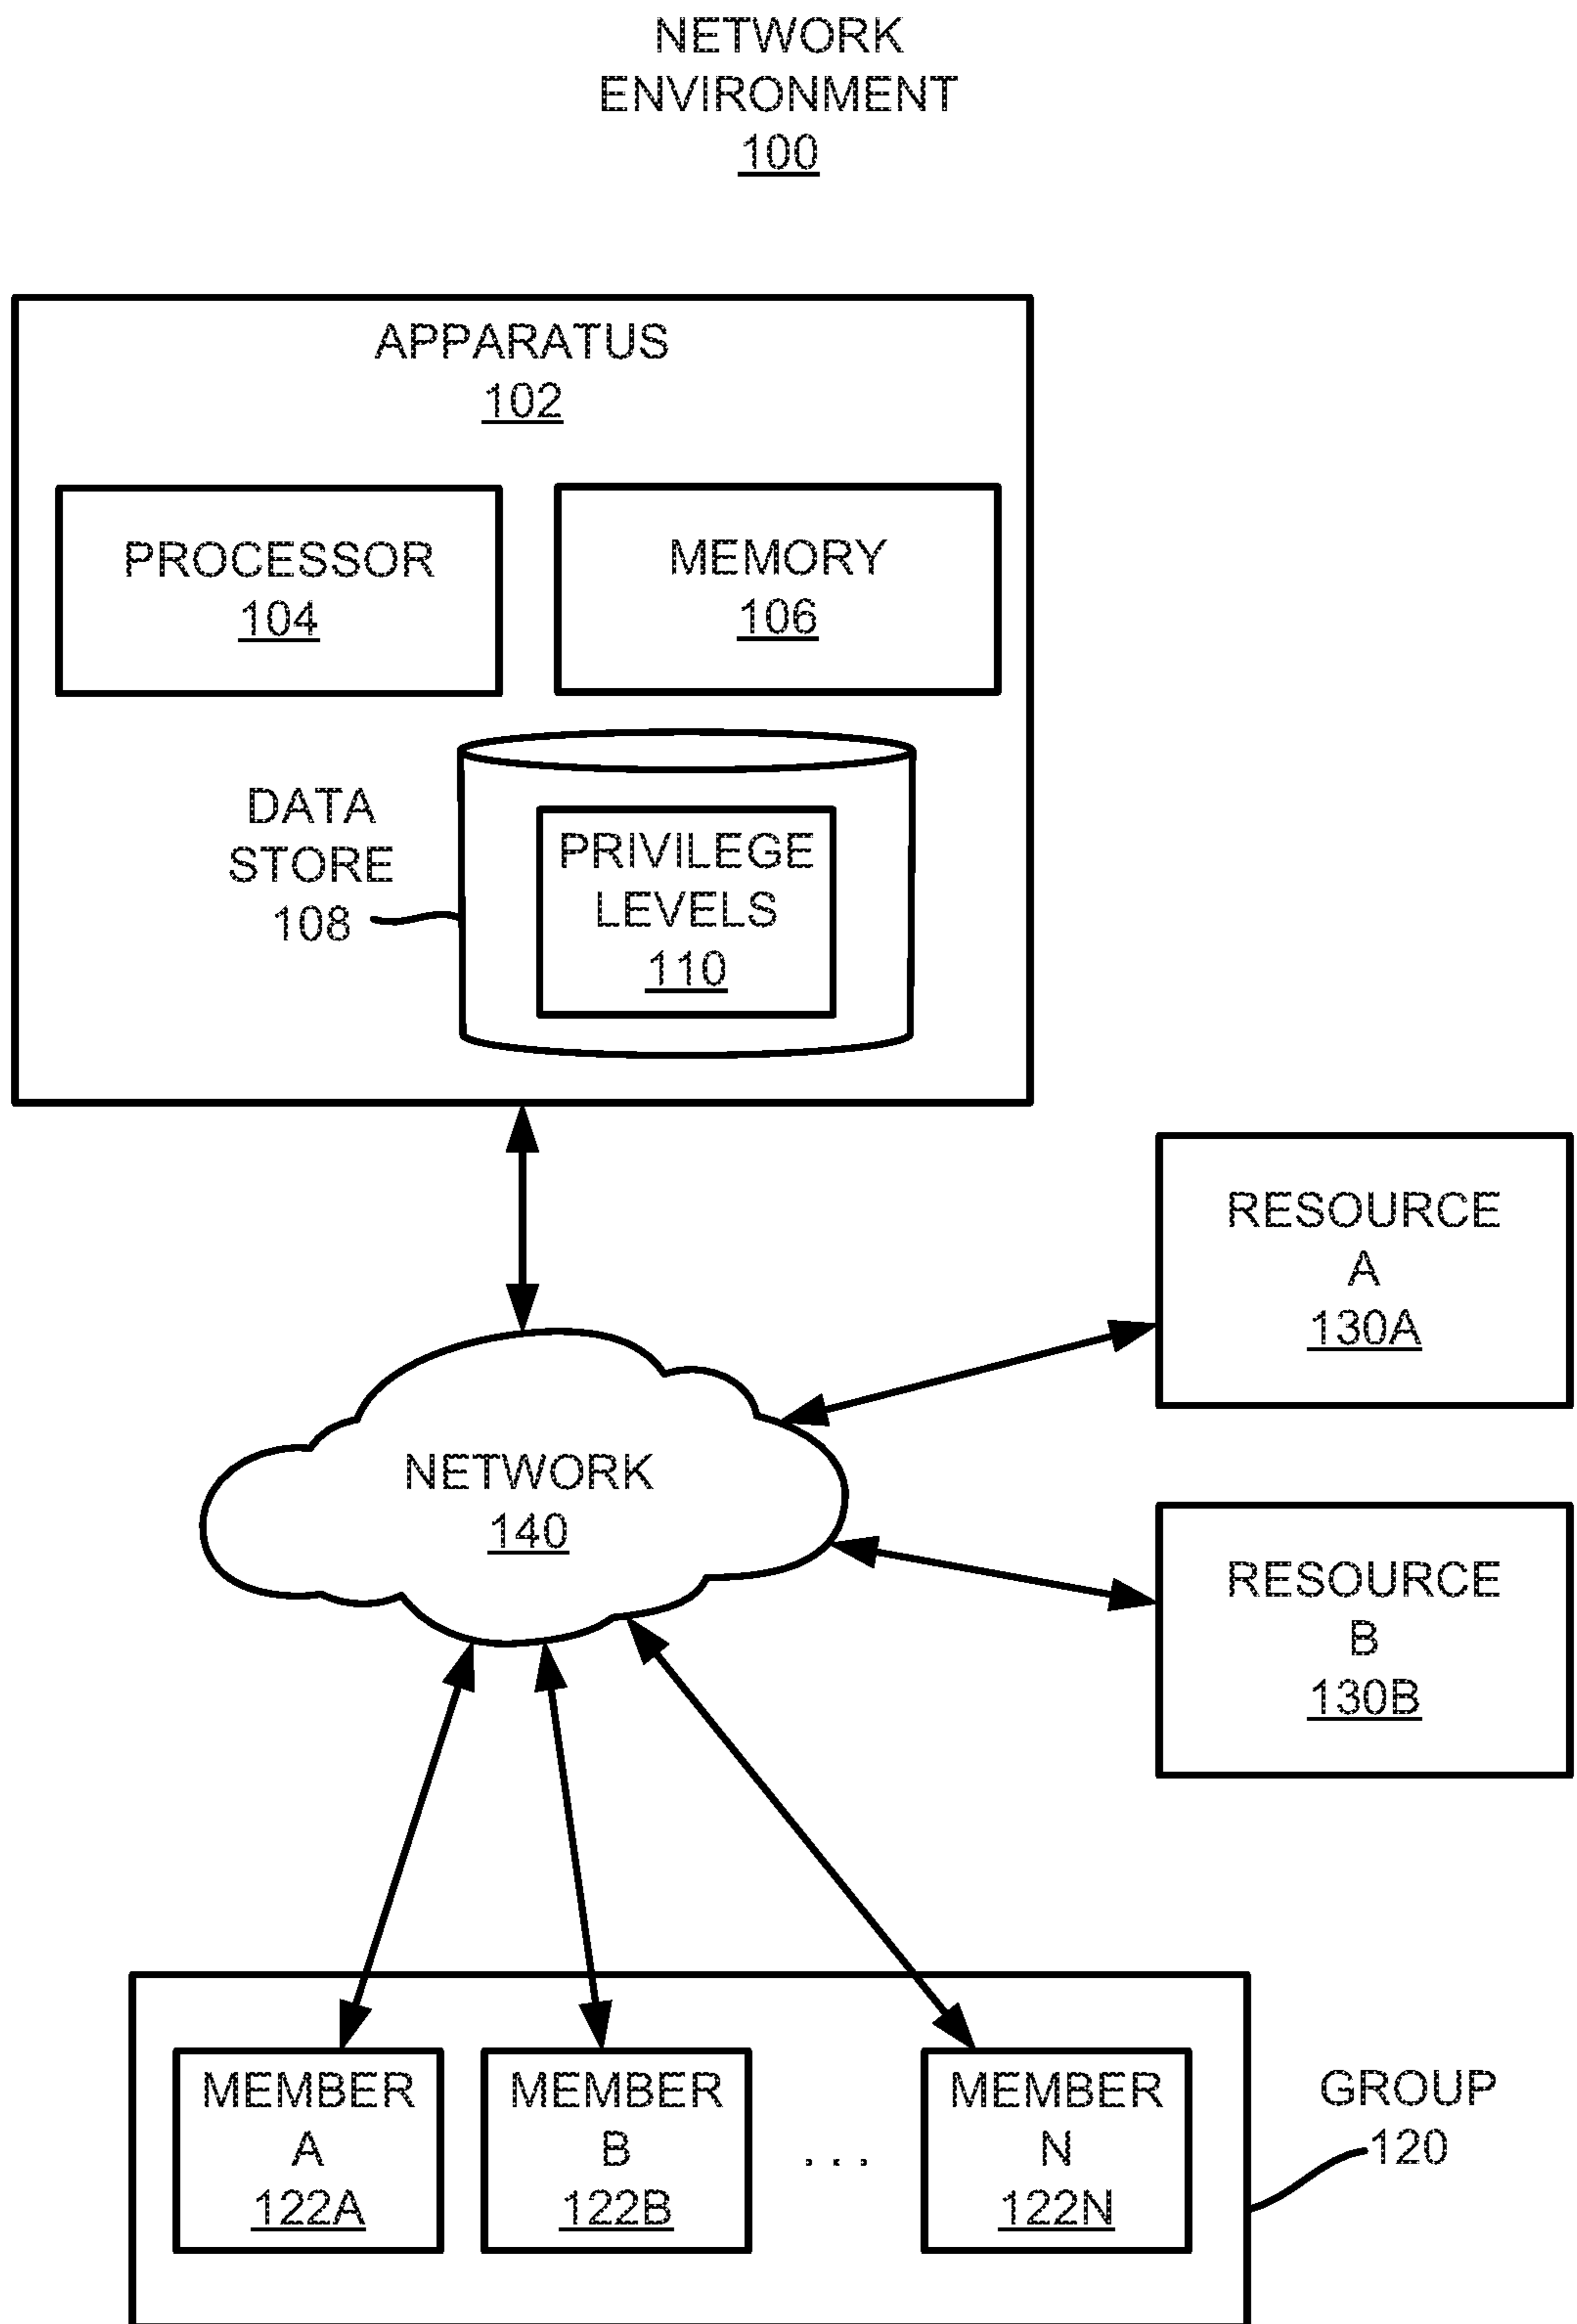 NETWORK
ENVIRONMENT
100
APPARATUS
102
PROCESSOR
104
MEMORY
106
DATA
STORE
108
PRIVILEGE
LEVELS
110
RESOURCE
A
130A
NETWORK
140
RESOURCE
B
130B
MEMBER
A
122A
MEMBER
B
122B
. . .
MEMBER
N
122N
GROUP
120